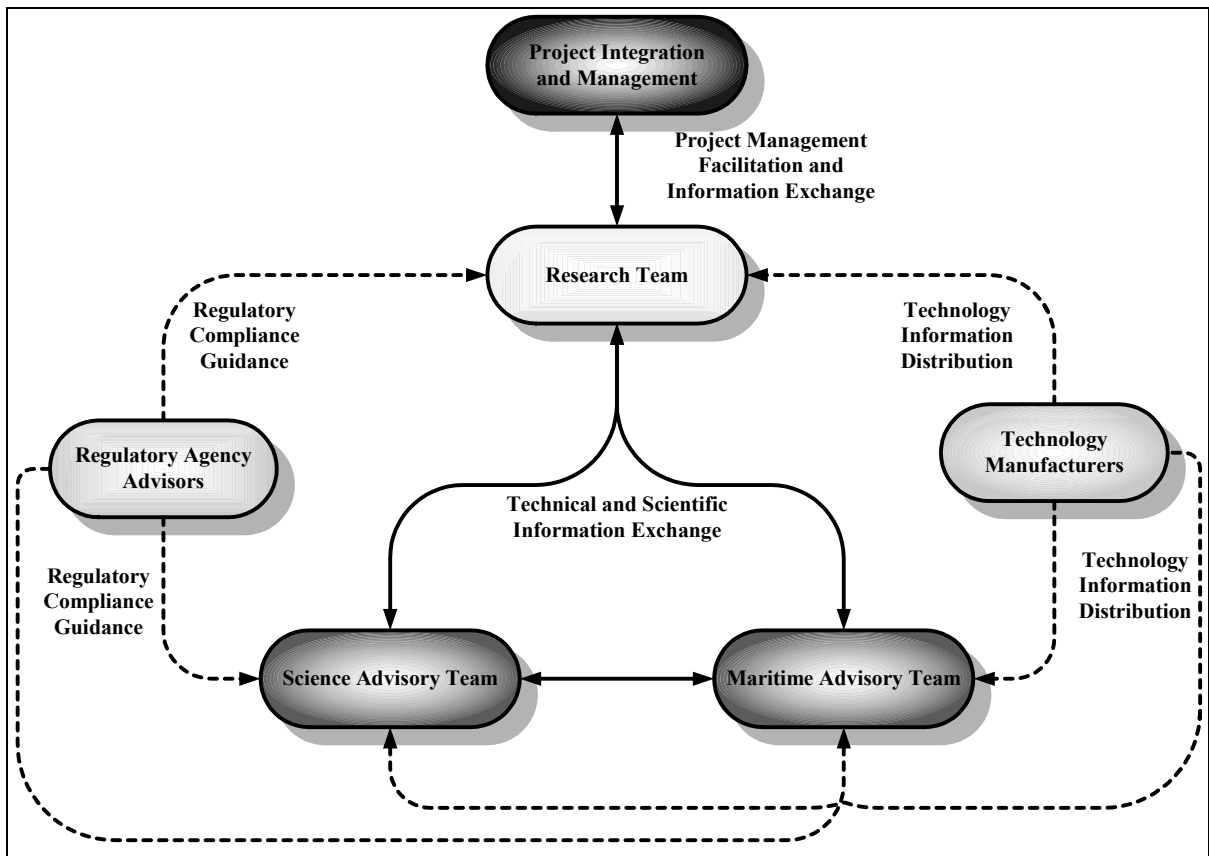 Project Integration
and Management
Project Management
Facilitation and
Information Exchange
Research Team
Regulatory
Compliance
Guidance
Technology
Information
Distribution
Regulatory Agency
Advisors
Technology
Manufacturers
Technical and Scientific
Information Exchange
Regulatory
Compliance
Guidance
Technology
Information
Distribution
Science Advisory Team
Maritime Advisory Team